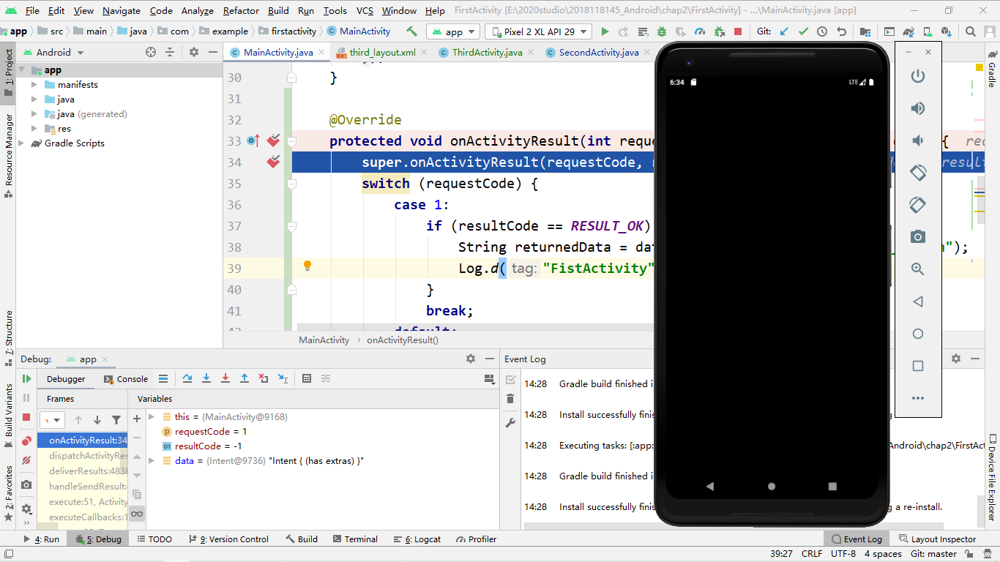 File Edit View Navigate Code Analyze Refactor Build Run Tools VCS Window Help FirstActivity [E:\2020studio\2018118145_Android\chap2\FirstActivity] - ...\MainActivity.java [app]
app src main java com example firstactivity MainActivity app Pixel 2 XL API 29 Git:
1: Project
Resource Manager
Z: Structure
Build Variants
2: Favorites
Android
app
manifests
java
java (generated)
res
Gradle Scripts
MainActivity.java third_layout.xml ThirdActivity.java SecondActivity.java
30 }
31
32 @Override
33 protected void onActivityResult(int reque { rec
34 super.onActivityResult(requestCode, result
35 switch (requestCode) {
36 case 1:
37 if (resultCode == RESULT_OK)
38 String returnedData = dat n");
39 Log.d( tag: "FistActivity"
40 }
41 break;
42 default:
MainActivity onActivityResult()
6:34 LTE
Gradle
Device File Explorer
Debug: app
Debugger Console
Frames Variables
onActivityResult:34
dispatchActivityRes
deliverResults:4838
handleSendResult:
execute:51, Activity
executeCallbacks:1
this = {MainActivity@9168}
requestCode = 1
resultCode = -1
data = {Intent@9736} "Intent { (has extras) }"
Event Log
14:28 Gradle build finished i
14:28 Install successfully finis
14:28 Executing tasks: [app: Android\chap2\FirstAct
14:28 Gradle build finished i
14:28 Install successfully finis g a re-install.
4: Run 5: Debug TODO 9: Version Control Build Terminal 6: Logcat Profiler Event Log Layout Inspector
39:27 CRLF UTF-8 4 spaces Git: master